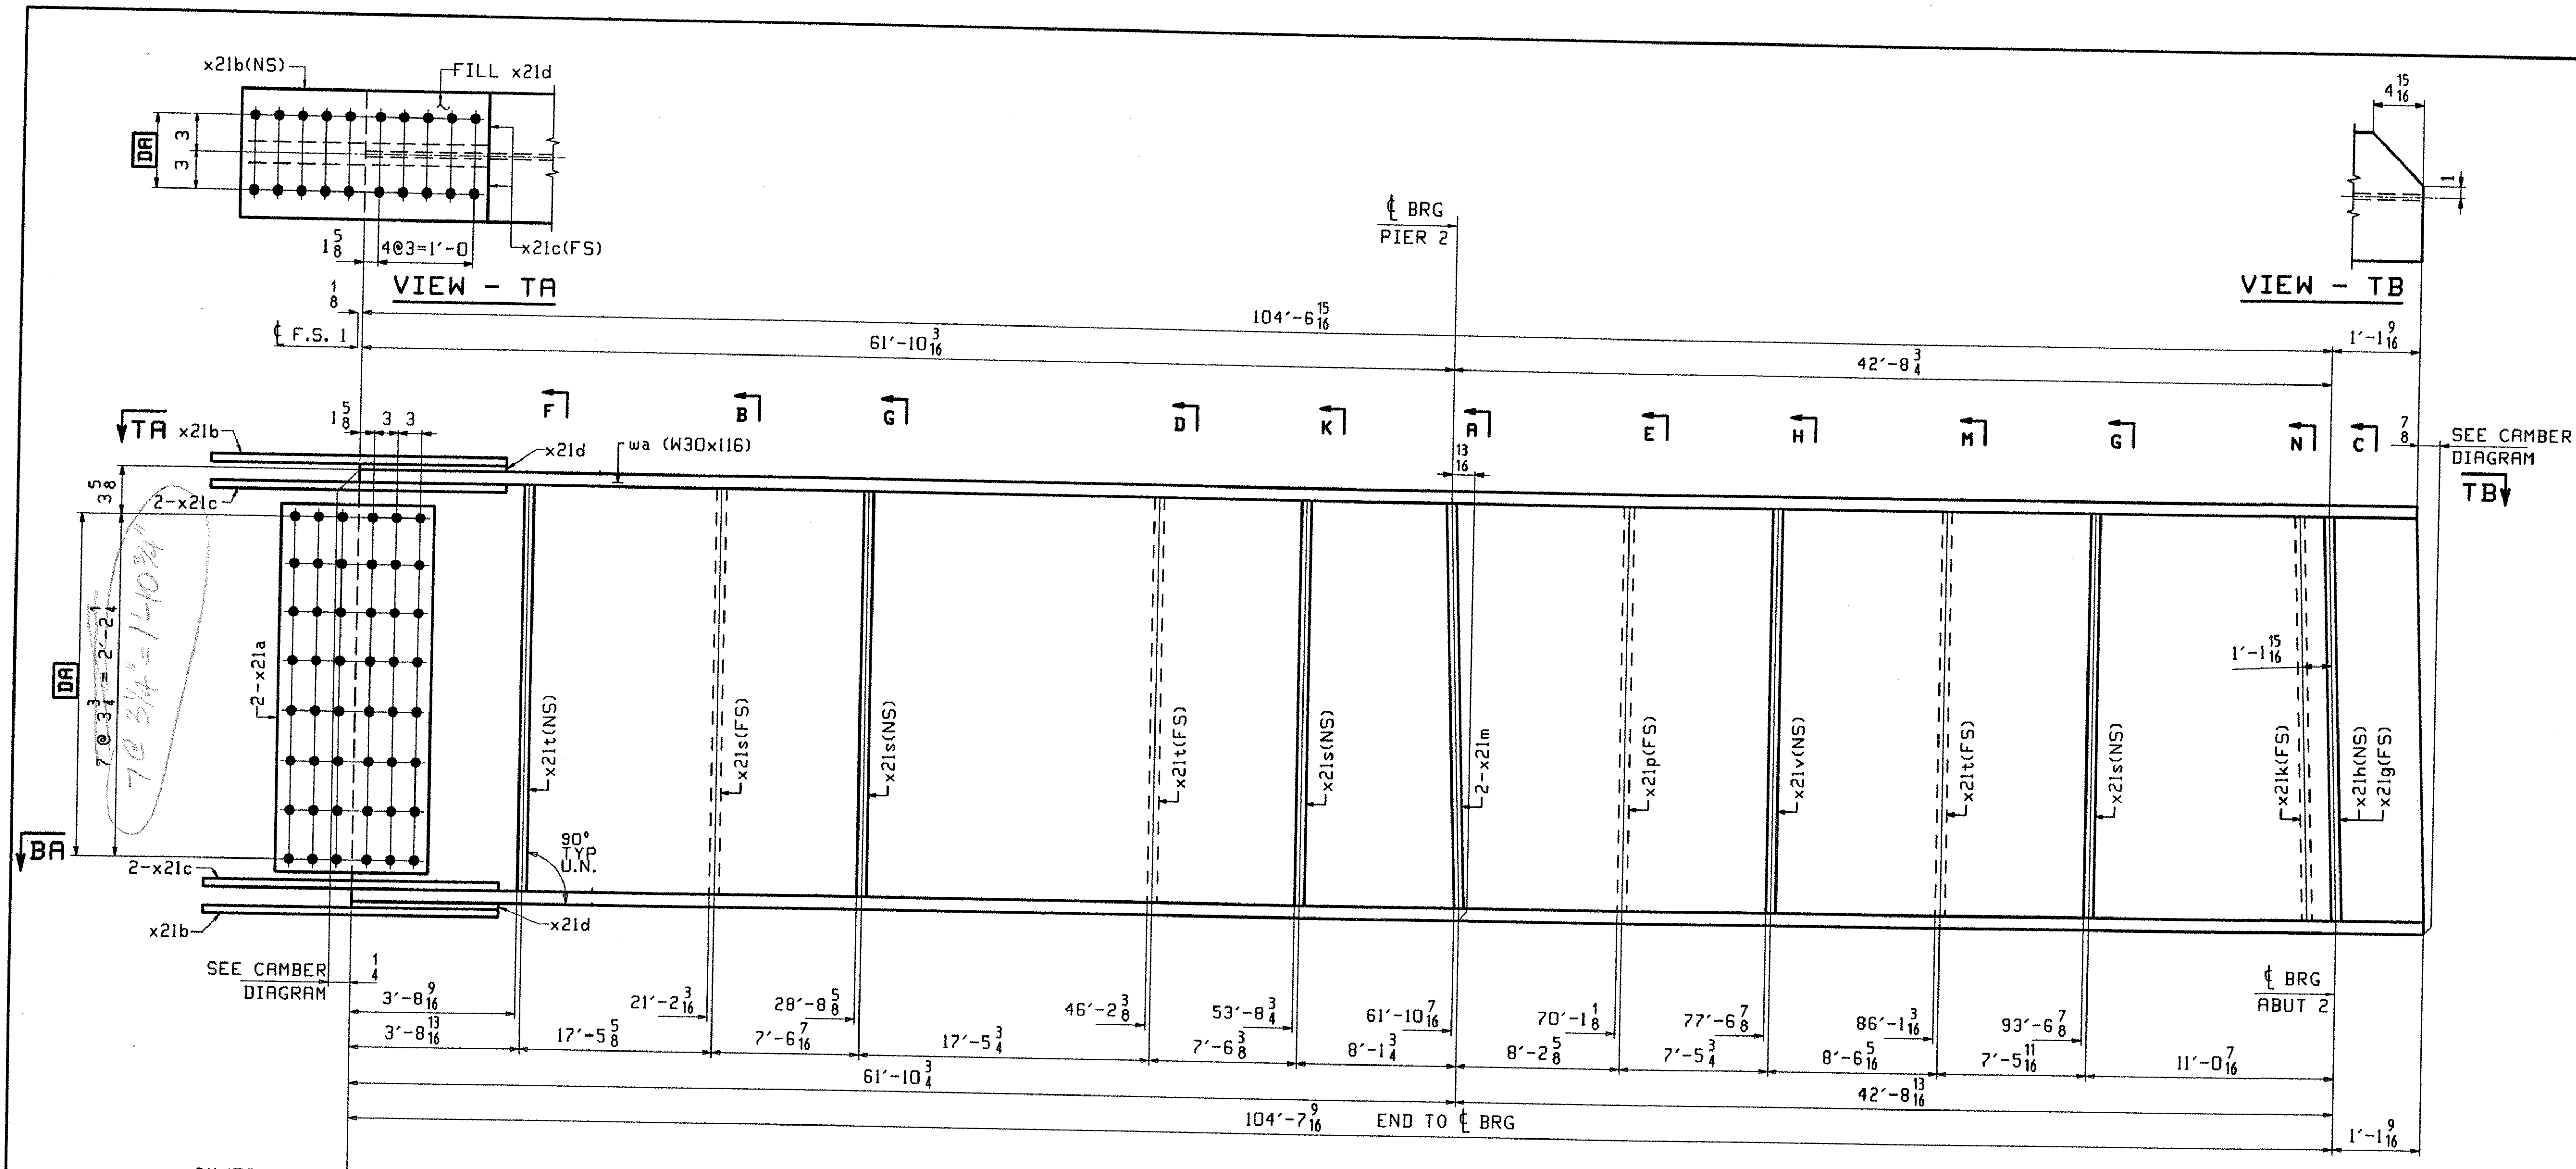 x21b(NS)
FILL x21d
DA
3
3
1 5/8
4@3=1'-0
x21c(FS)
VIEW - TA
4 15/16
1
VIEW - TB
℄ BRG
PIER 2
1/8
℄ F.S. 1
104'-6 15/16
61'-10 3/16
42'-8 3/4
1'-1 9/16
F
B
G
D
K
A
E
H
M
G
N
C
7/8
SEE CAMBER
DIAGRAM
TB
TA
x21b
1 5/8
3
3
x21d
wa (W30x116)
13/16
3 5/8
2-x21c
DA
7 @ 3 3/4 = 2'-2 1/4
7@ 3 1/4" = 1'-10 3/4"
2-x21a
x21t(NS)
x21s(FS)
x21s(NS)
x21t(FS)
x21s(NS)
2-x21m
x21p(FS)
x21v(NS)
x21t(FS)
x21s(NS)
1'-1 15/16
x21k(FS)
x21h(NS)
x21g(FS)
BA
90°
TYP
U.N.
2-x21c
x21b
x21d
SEE CAMBER
DIAGRAM
1/4
℄ BRG
ABUT 2
3'-8 9/16
21'-2 3/16
28'-8 5/8
46'-2 3/8
53'-8 3/4
61'-10 7/16
70'-1 1/8
77'-6 7/8
86'-1 3/16
93'-6 7/8
3'-8 13/16
17'-5 5/8
7'-6 7/16
17'-5 3/4
7'-6 3/8
8'-1 3/4
8'-2 5/8
7'-5 3/4
8'-6 5/16
7'-5 11/16
11'-0 7/16
61'-10 3/4
42'-8 13/16
104'-7 9/16 END TO ℄ BRG
1'-1 9/16